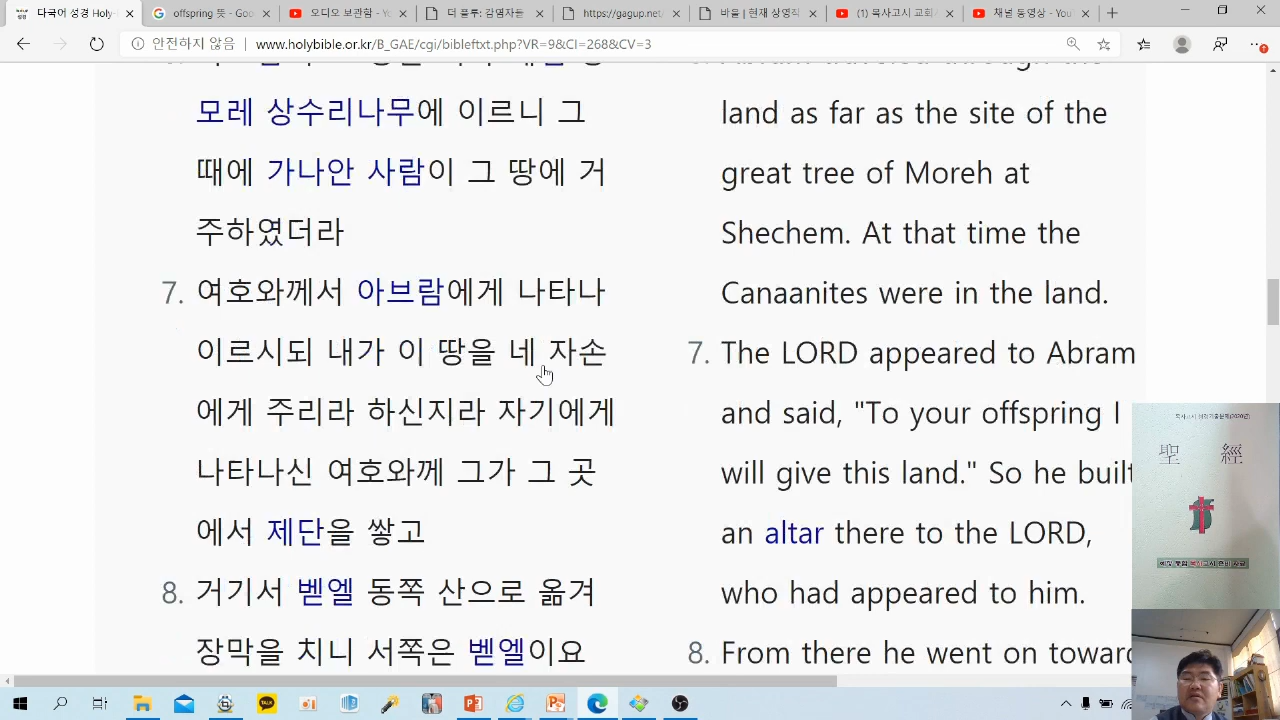 다국어 성경 Holy-
offspring 뜻 - Goo
오디오 보관함 - Yo
더 플루: 감염자들
https://gagup.net
바울 | 현재 상영작
(1) 목사고시 교회
채널 동영상 - YouT
안전하지 않음 | www.holybible.or.kr/B_GAE/cgi/bibleftxt.php?VR=9&CI=268&CV=3
모레 상수리나무에 이르니 그
때에 가나안 사람이 그 땅에 거
주하였더라
7. 여호와께서 아브람에게 나타나
이르시되 내가 이 땅을 네 자손
에게 주리라 하신지라 자기에게
나타나신 여호와께 그가 그 곳
에서 제단을 쌓고
8. 거기서 벧엘 동쪽 산으로 옮겨
장막을 치니 서쪽은 벧엘이요
land as far as the site of the
great tree of Moreh at
Shechem. At that time the
Canaanites were in the land.
7. The LORD appeared to Abram
and said, "To your offspring I
will give this land." So he built
an altar there to the LORD,
who had appeared to him.
8. From there he went on toward
聖 經
TALK